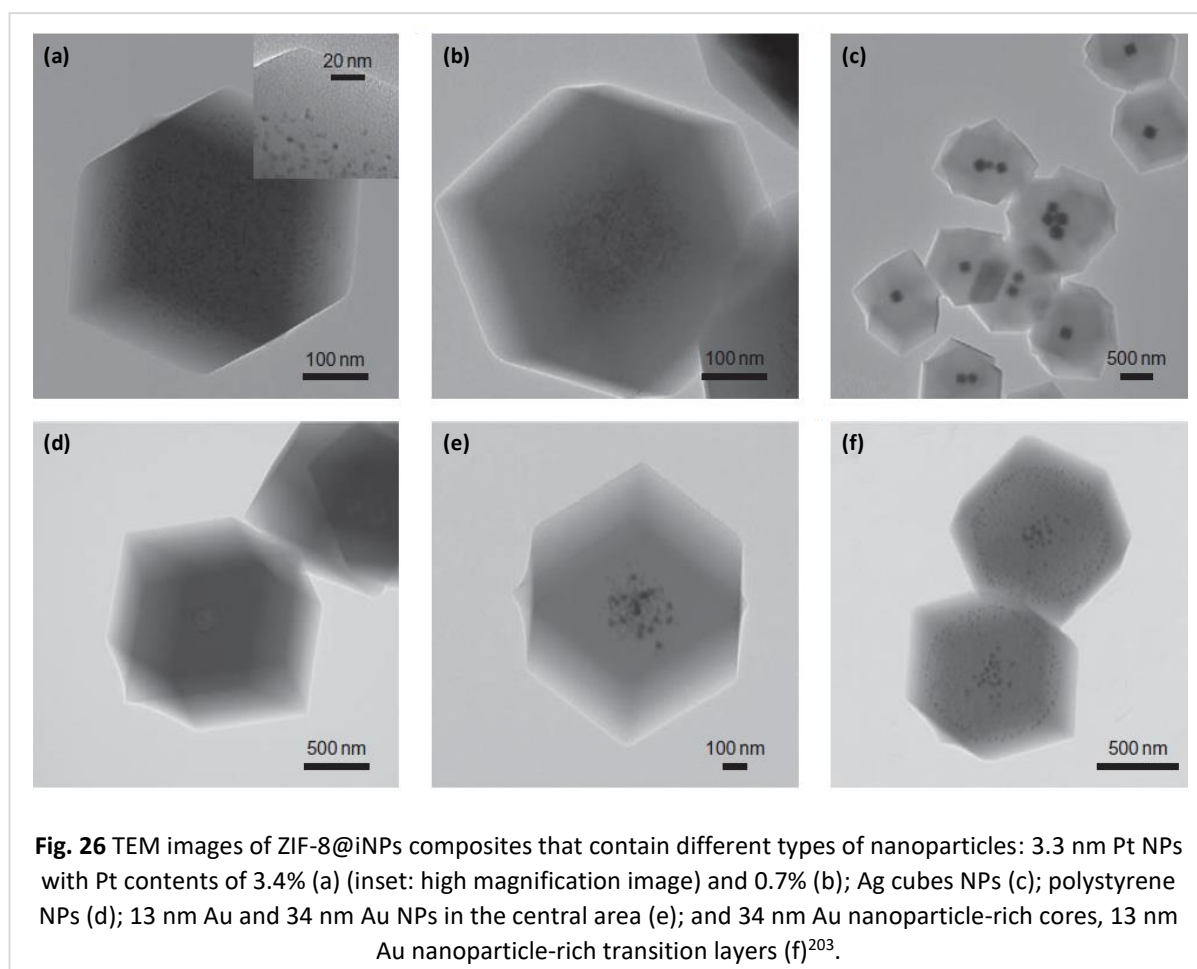 (a)
20 nm
100 nm
(b)
100 nm
(c)
500 nm
(d)
500 nm
(e)
100 nm
(f)
500 nm
Fig. 26 TEM images of ZIF-8@iNPs composites that contain different types of nanoparticles: 3.3 nm Pt NPs
with Pt contents of 3.4% (a) (inset: high magnification image) and 0.7% (b); Ag cubes NPs (c); polystyrene
NPs (d); 13 nm Au and 34 nm Au NPs in the central area (e); and 34 nm Au nanoparticle-rich cores, 13 nm
Au nanoparticle-rich transition layers (f)203.